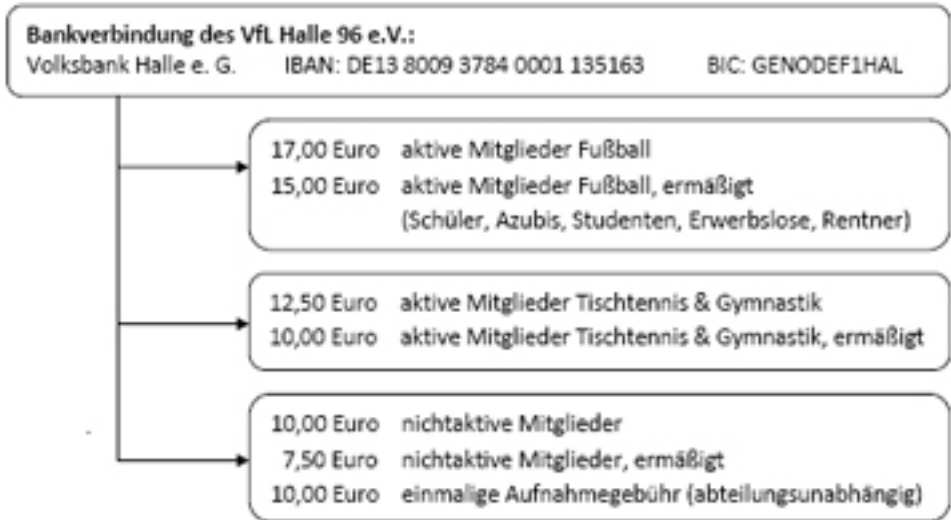 Bankverbindung des VfL Halle 96 e.V.:
Volksbank Halle e. G. IBAN: DE13 8009 3784 0001 135163 BIC: GENODEF1HAL
17,00 Euro aktive Mitglieder Fußball
15,00 Euro aktive Mitglieder Fußball, ermäßigt
(Schüler, Azubis, Studenten, Erwerbslose, Rentner)
12,50 Euro aktive Mitglieder Tischtennis & Gymnastik
10,00 Euro aktive Mitglieder Tischtennis & Gymnastik, ermäßigt
10,00 Euro nichtaktive Mitglieder
7,50 Euro nichtaktive Mitglieder, ermäßigt
10,00 Euro einmalige Aufnahmegebühr (abteilungsunabhängig)